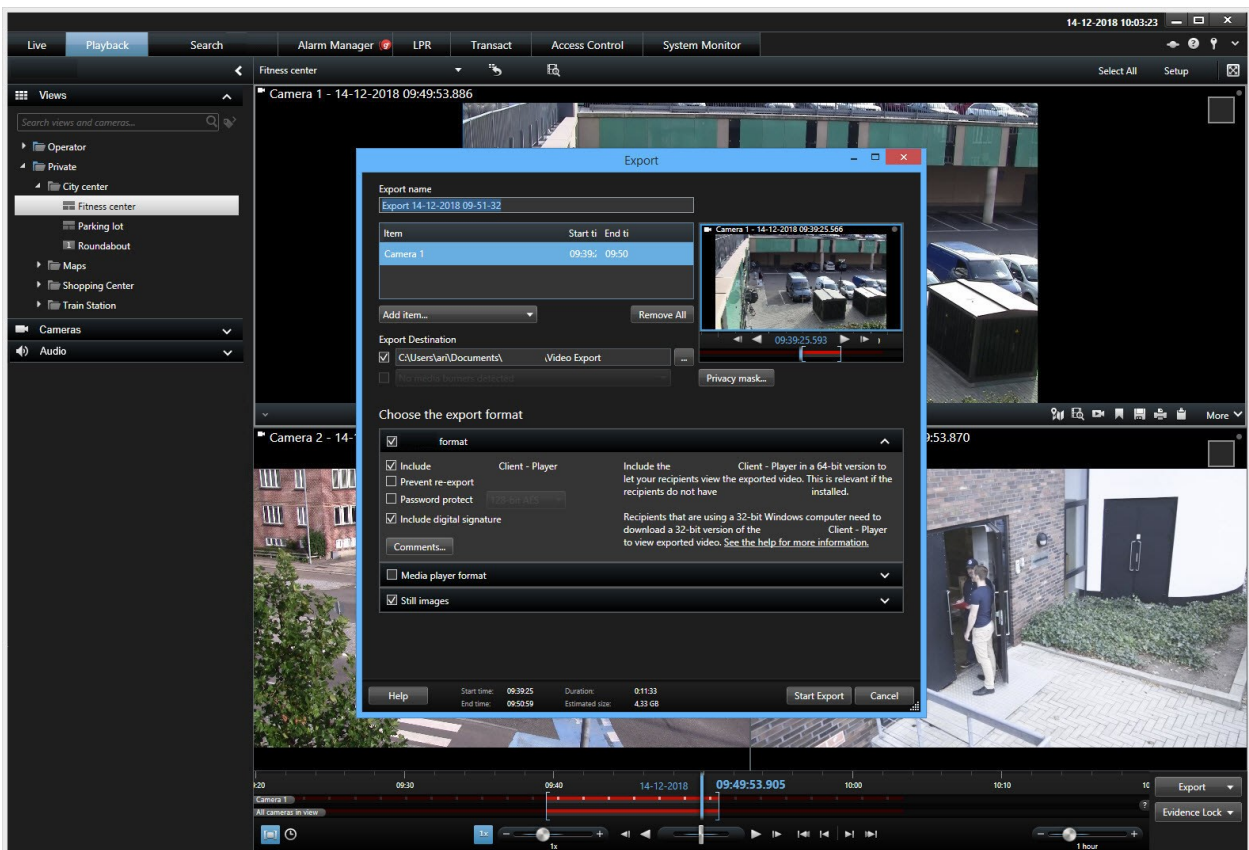 14-12-2018 10:03:23
Live Playback Search Alarm Manager LPR Transact Access Control System Monitor
Fitness center Select All Setup
Views
Search views and cameras...
Operator
Private
City center
Fitness center
Parking lot
1 Roundabout
Maps
Shopping Center
Train Station
Cameras
Audio
Camera 1 - 14-12-2018 09:49:53.886
Export
Export name
Export 14-12-2018 09-51-32
Item Start ti End ti
Camera 1 09:39: 09:50
Add item... Remove All
Camera 1 - 14-12-2018 09:39:25.566
09:39:25.593
Export Destination
C:\Users\ari\Documents\ Video Export ...
No media burners detected
Privacy mask...
Choose the export format
format
Include Client - Player
Prevent re-export
Password protect 128-bit AES
Include digital signature
Comments...
Include the Client - Player in a 64-bit version to
let your recipients view the exported video. This is relevant if the
recipients do not have installed.
Recipients that are using a 32-bit Windows computer need to
download a 32-bit version of the Client - Player
to view exported video. See the help for more information.
Media player format
Still images
Help Start time: 09:39:25 Duration: 0:11:33 Start Export Cancel
End time: 09:50:59 Estimated size: 4,33 GB
More
Camera 2 - 14-
9:53.870
:20 09:30 09:40 14-12-2018 09:49:53.905 10:00 10:10 10
Camera 1
All cameras in view
?
Export
Evidence Lock
1x
1x
1 hour